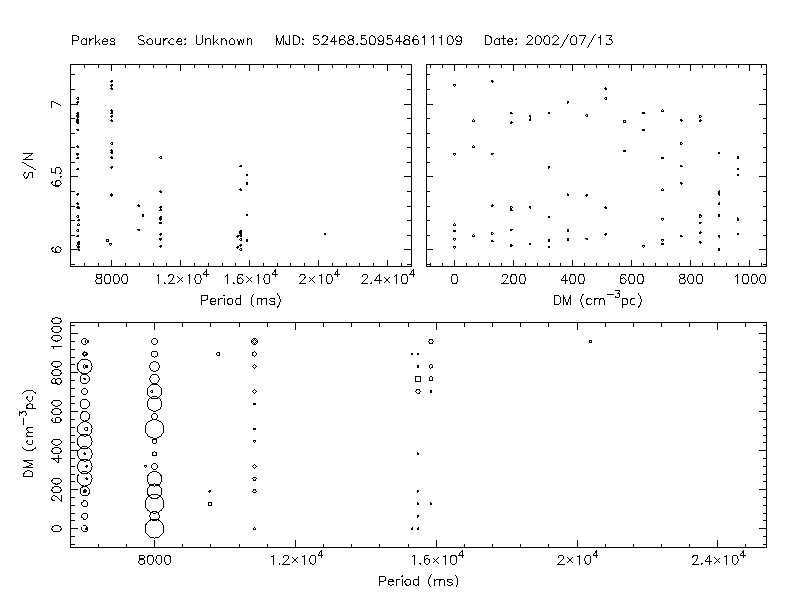 Parkes Source: Unknown MJD: 52468.509548611109 Date: 2002/07/13
7
6.5
6
S/N
8000 1.2×10⁴ 1.6×10⁴ 2×10⁴ 2.4×10⁴
Period (ms)
0 200 400 600 800 1000
DM (cm⁻³pc)
1000
800
600
400
200
0
DM (cm⁻³pc)
8000 1.2×10⁴ 1.6×10⁴ 2×10⁴ 2.4×10⁴
Period (ms)